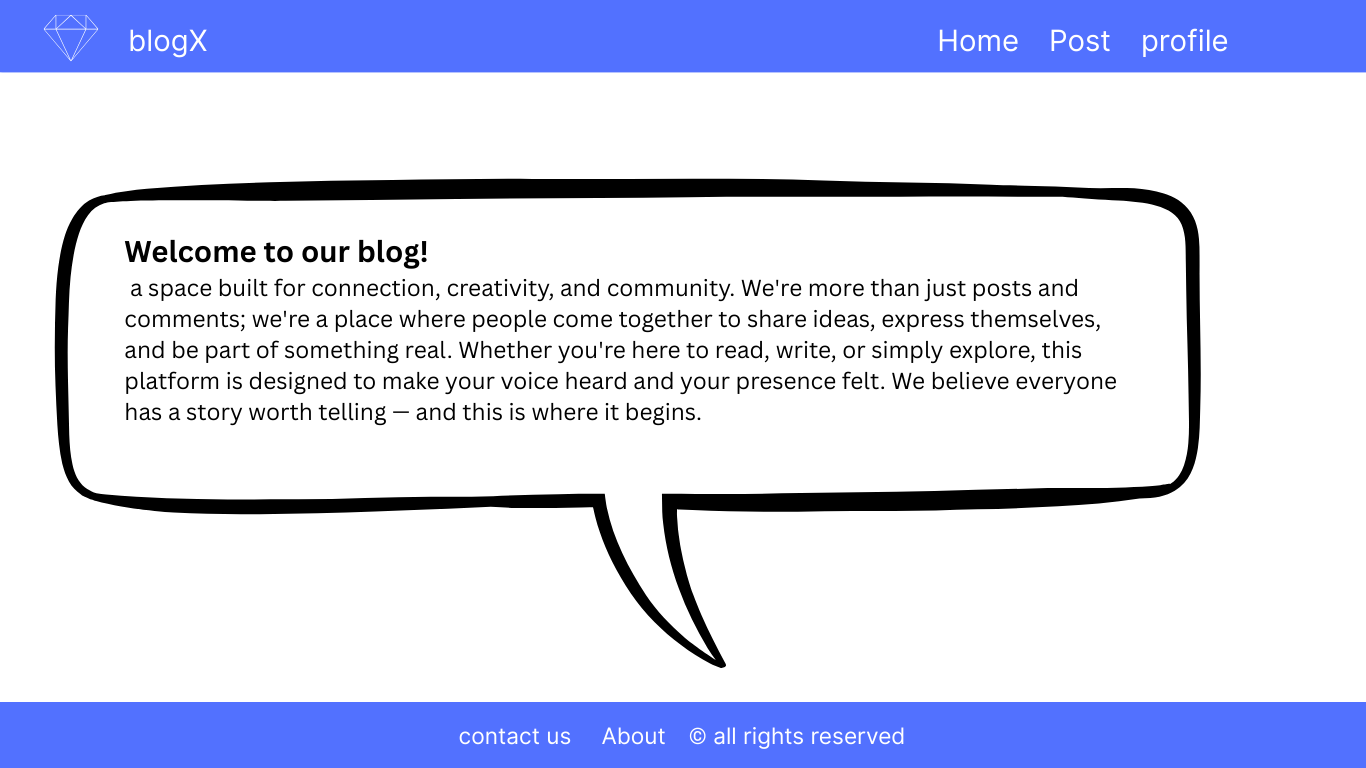 blogX
Home Post profile
Welcome to our blog!
a space built for connection, creativity, and community. We're more than just posts and
comments; we're a place where people come together to share ideas, express themselves,
and be part of something real. Whether you're here to read, write, or simply explore, this
platform is designed to make your voice heard and your presence felt. We believe everyone
has a story worth telling — and this is where it begins.
contact us About © all rights reserved